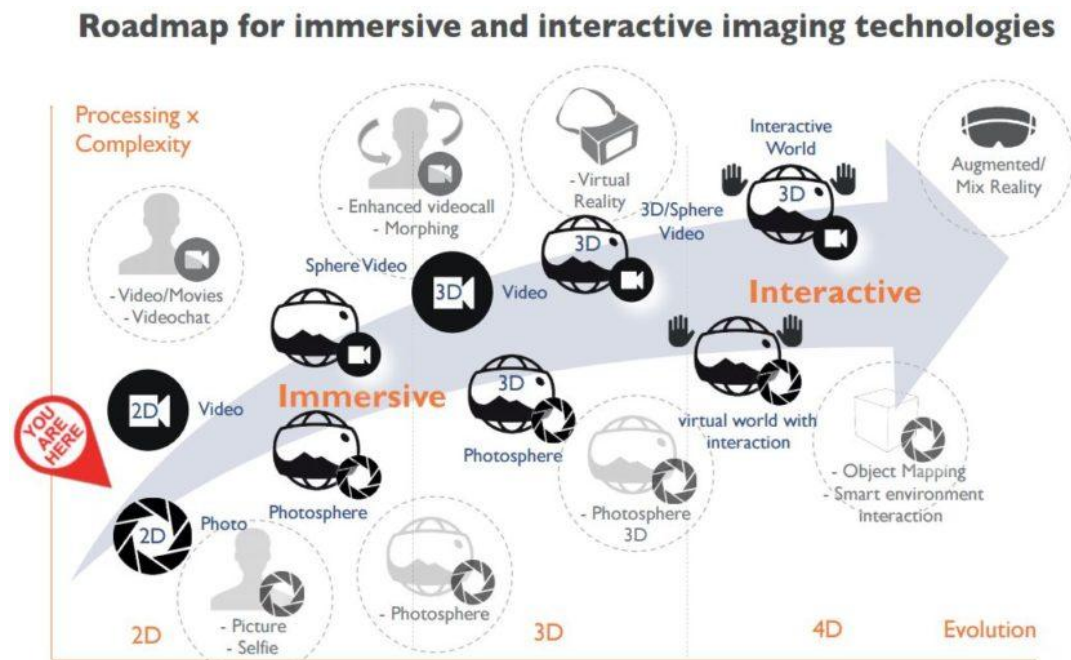 Roadmap for immersive and interactive imaging technologies
Processing x
Complexity
- Video/Movies
- Videochat
- Enhanced videocall
- Morphing
- Virtual
Reality
Interactive
World
3D
Augmented/
Mix Reality
Sphere Video
3D
Video
3D
3D/Sphere
Video
Interactive
2D
Video
Immersive
3D
Photosphere
virtual world with
interaction
YOU
ARE
HERE
2D
Photo
Photosphere
- Picture
- Selfie
- Photosphere
- Photosphere
3D
- Object Mapping
- Smart environment
interaction
2D
3D
4D
Evolution